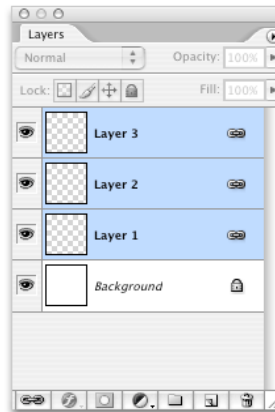 Layers
Normal Opacity: 100%
Lock: Fill: 100%
Layer 3
Layer 2
Layer 1
Background